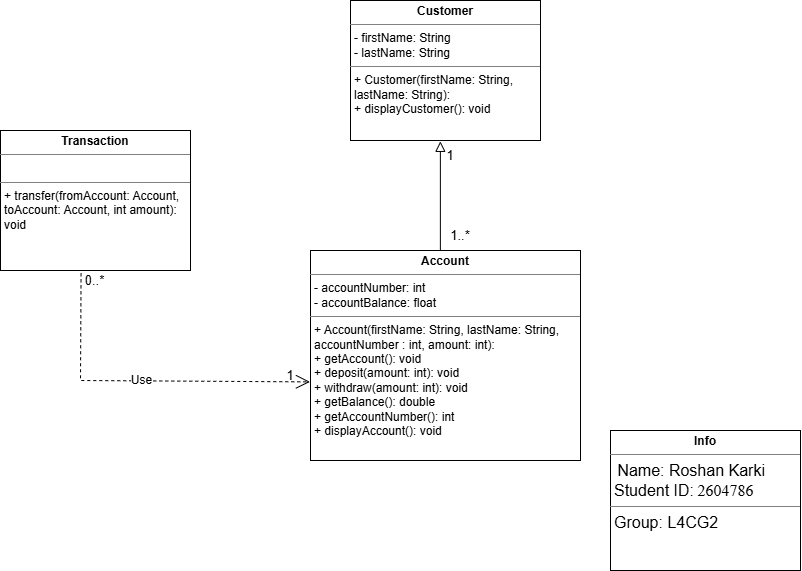 Customer
- firstName: String
- lastName: String
+ Customer(firstName: String,
lastName: String):
+ displayCustomer(): void
1
1..*
Transaction
+ transfer(fromAccount: Account,
toAccount: Account, int amount):
void
0..*
Use
1
Account
- accountNumber: int
- accountBalance: float
+ Account(firstName: String, lastName: String,
accountNumber : int, amount: int):
+ getAccount(): void
+ deposit(amount: int): void
+ withdraw(amount: int): void
+ getBalance(): double
+ getAccountNumber(): int
+ displayAccount(): void
Info
Name: Roshan Karki
Student ID: 2604786
Group: L4CG2